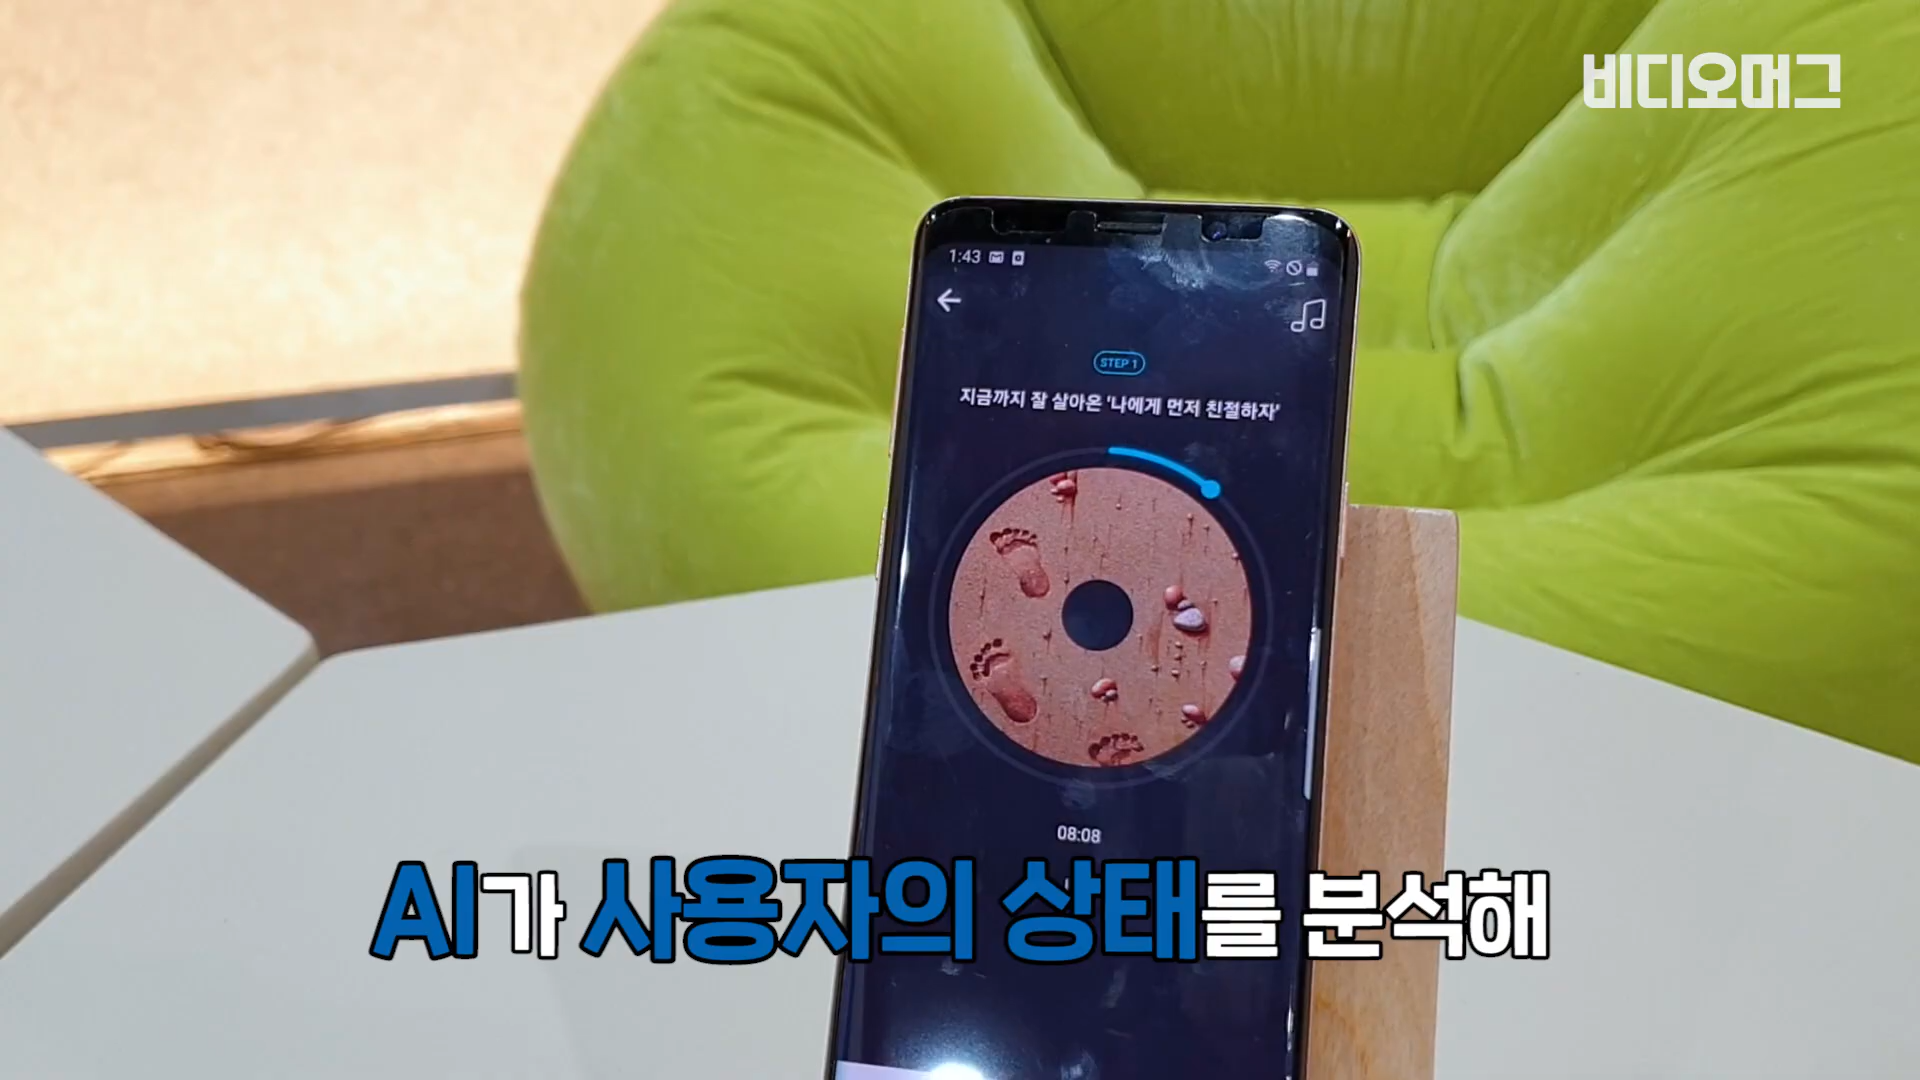 비디오머그
1:43
STEP 1
지금까지 잘 살아온 '나에게 먼저 친절하자'
08:08
AI가 사용자의 상태를 분석해